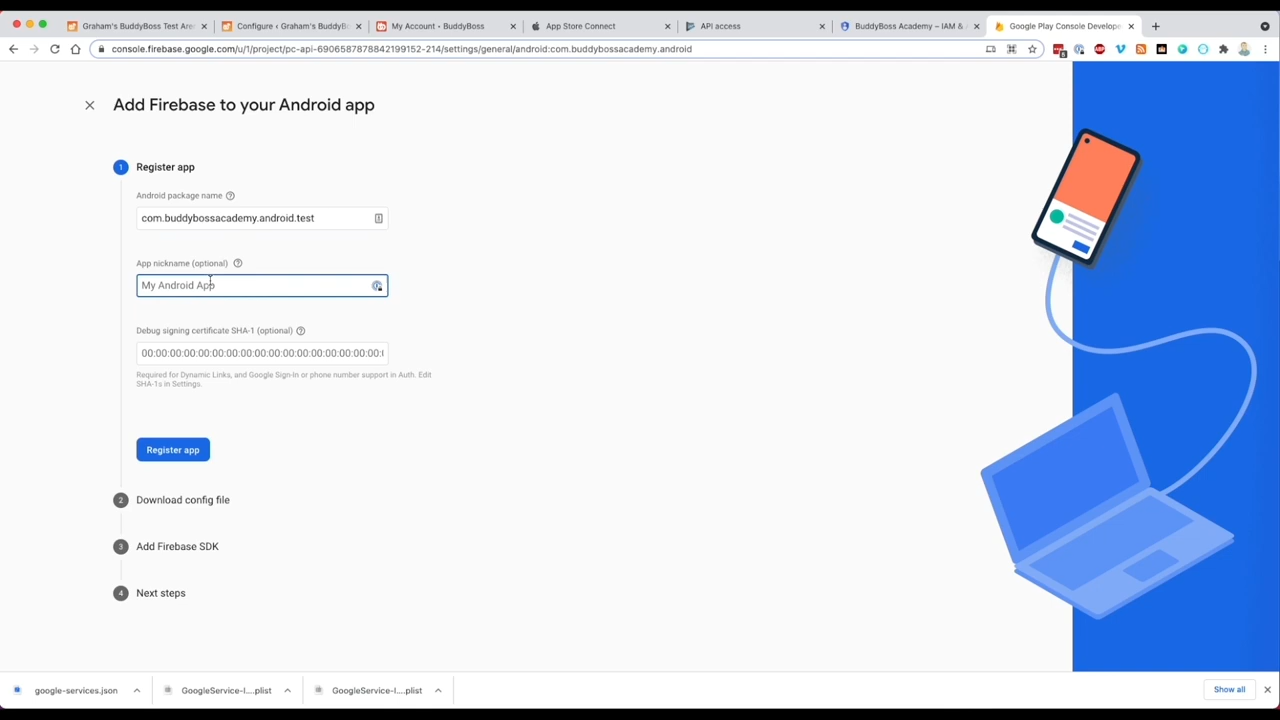 Graham's BuddyBoss Test Are
Configure ‹ Graham's BuddyB
My Account • BuddyBoss
App Store Connect
API access
BuddyBoss Academy – IAM &
Google Play Console Develope
console.firebase.google.com/u/1/project/pc-api-6906587878842199152-214/settings/general/android:com.buddybossacademy.android
Add Firebase to your Android app
1 Register app
Android package name
com.buddybossacademy.android.test
App nickname (optional)
My Android App
Debug signing certificate SHA-1 (optional)
00:00:00:00:00:00:00:00:00:00:00:00:00:00:00:00:00:
Required for Dynamic Links, and Google Sign-In or phone number support in Auth. Edit
SHA-1s in Settings.
Register app
2 Download config file
3 Add Firebase SDK
4 Next steps
google-services.json
GoogleService-I....plist
GoogleService-I....plist
Show all